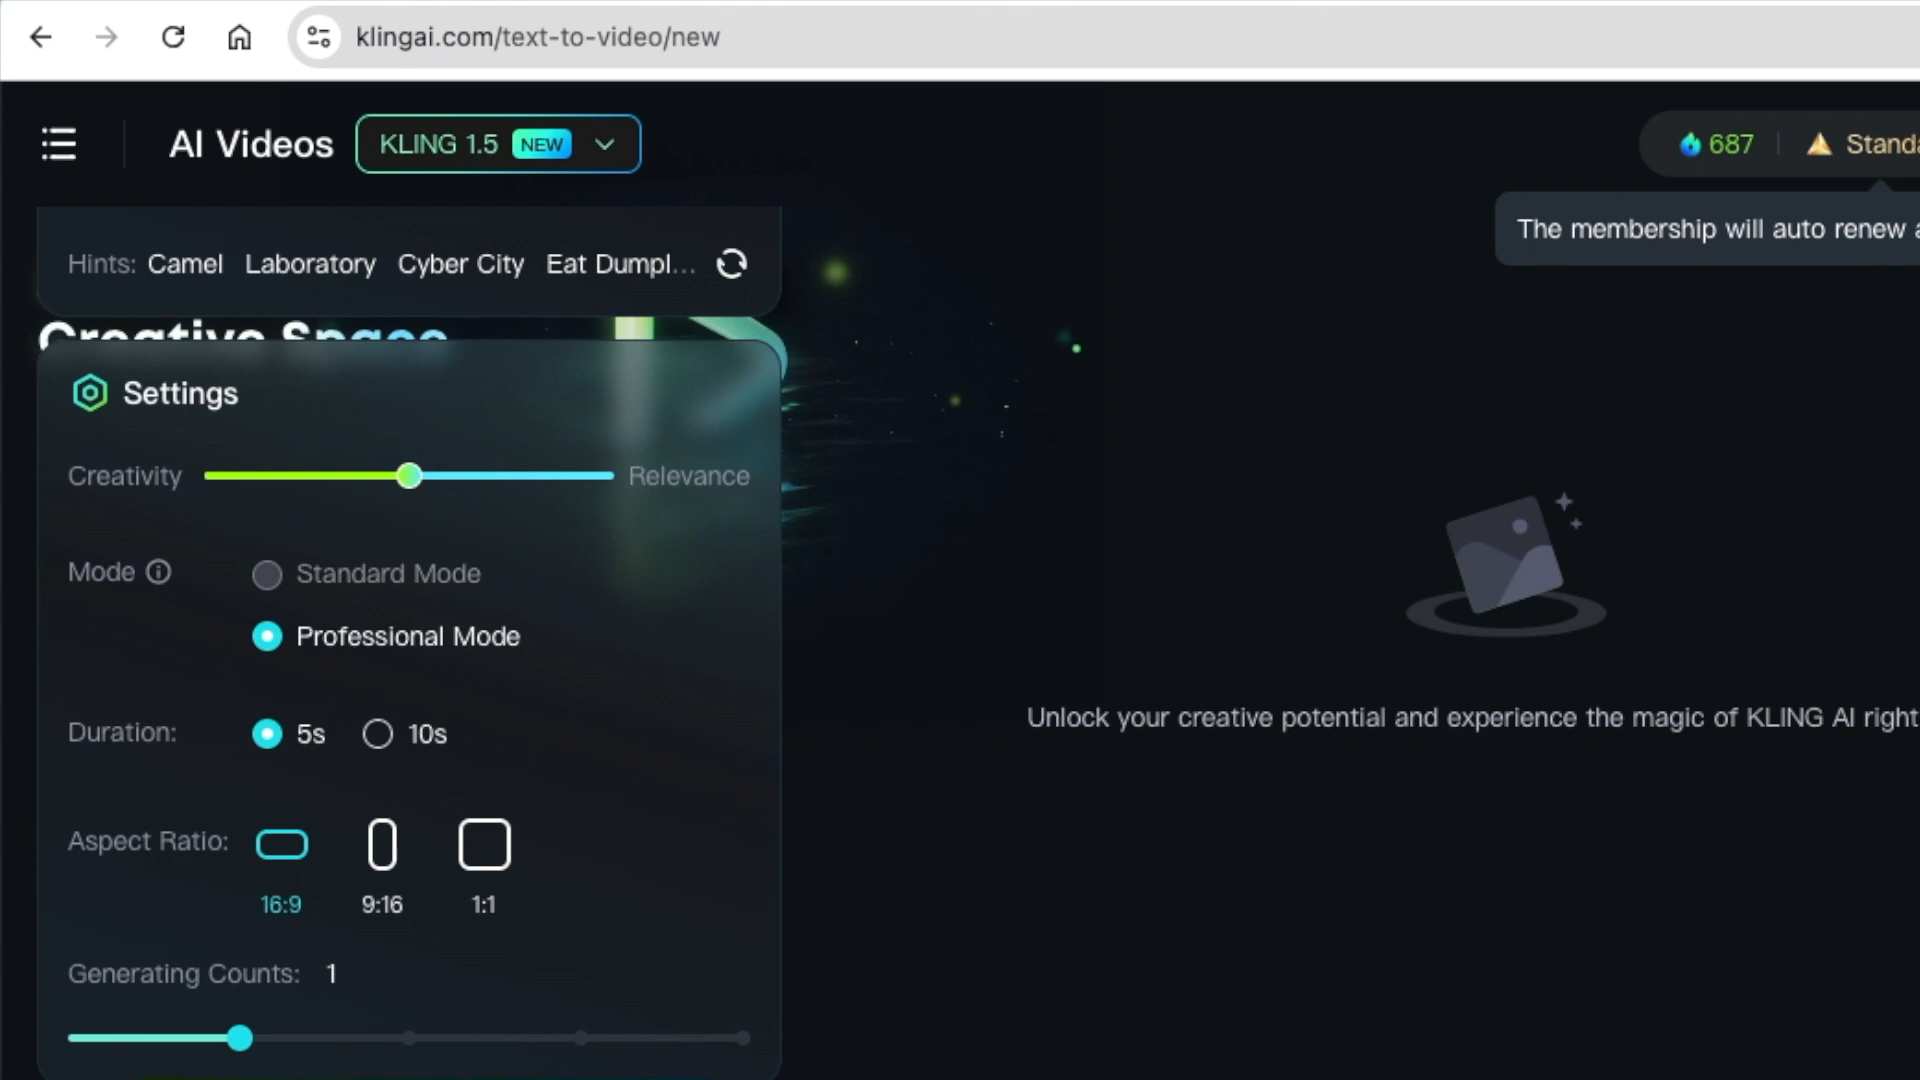 klingai.com/text-to-video/new
AI Videos
KLING 1.5 NEW
687
The membership will auto renew
Hints: Camel Laboratory Cyber City Eat Dumpl...
Creative Space
Settings
Creativity Relevance
Mode
Standard Mode
Professional Mode
Duration: 5s 10s
Unlock your creative potential and experience the magic of KLING AI right
Aspect Ratio:
16:9 9:16 1:1
Generating Counts: 1